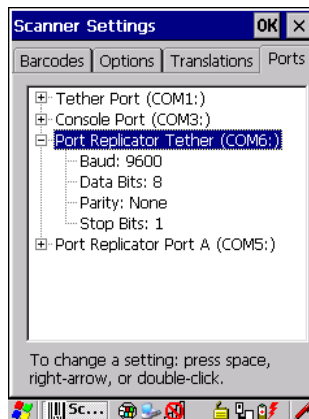 Scanner Settings OK ×
Barcodes Options Translations Ports
Tether Port (COM1:)
Console Port (COM3:)
Port Replicator Tether (COM6:)
Baud: 9600
Data Bits: 8
Parity: None
Stop Bits: 1
Port Replicator Port A (COM5:)
To change a setting: press space,
right-arrow, or double-click.
Sc...